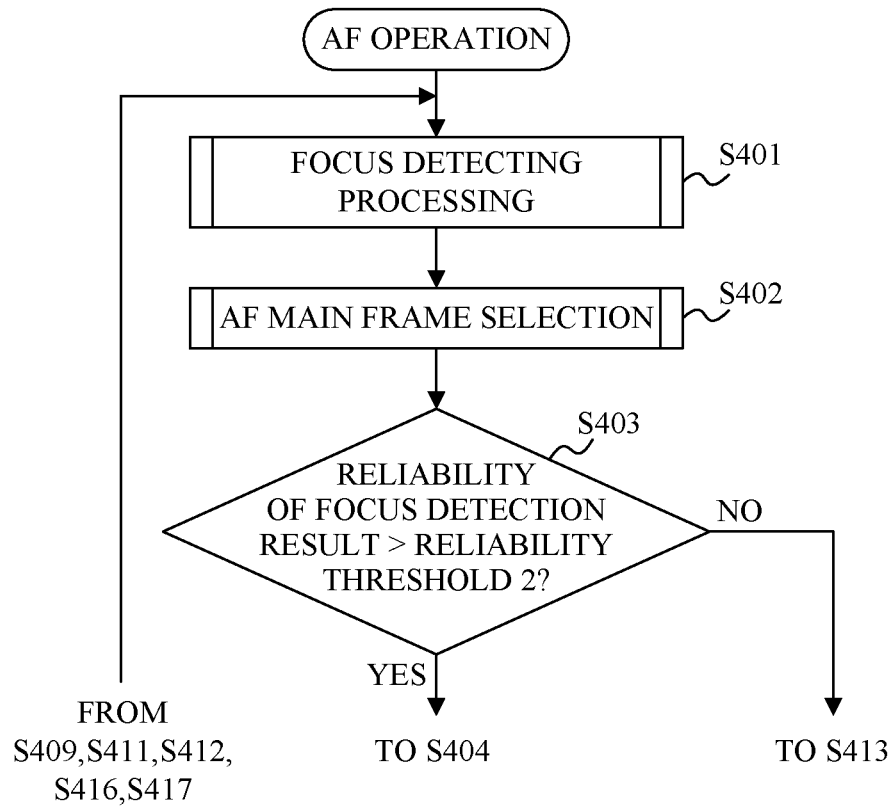 AF OPERATION
FOCUS DETECTING
PROCESSING
S401
AF MAIN FRAME SELECTION
S402
S403
RELIABILITY
OF FOCUS DETECTION
RESULT > RELIABILITY
THRESHOLD 2?
NO
YES
FROM
S409,S411,S412,
S416,S417
TO S404
TO S413